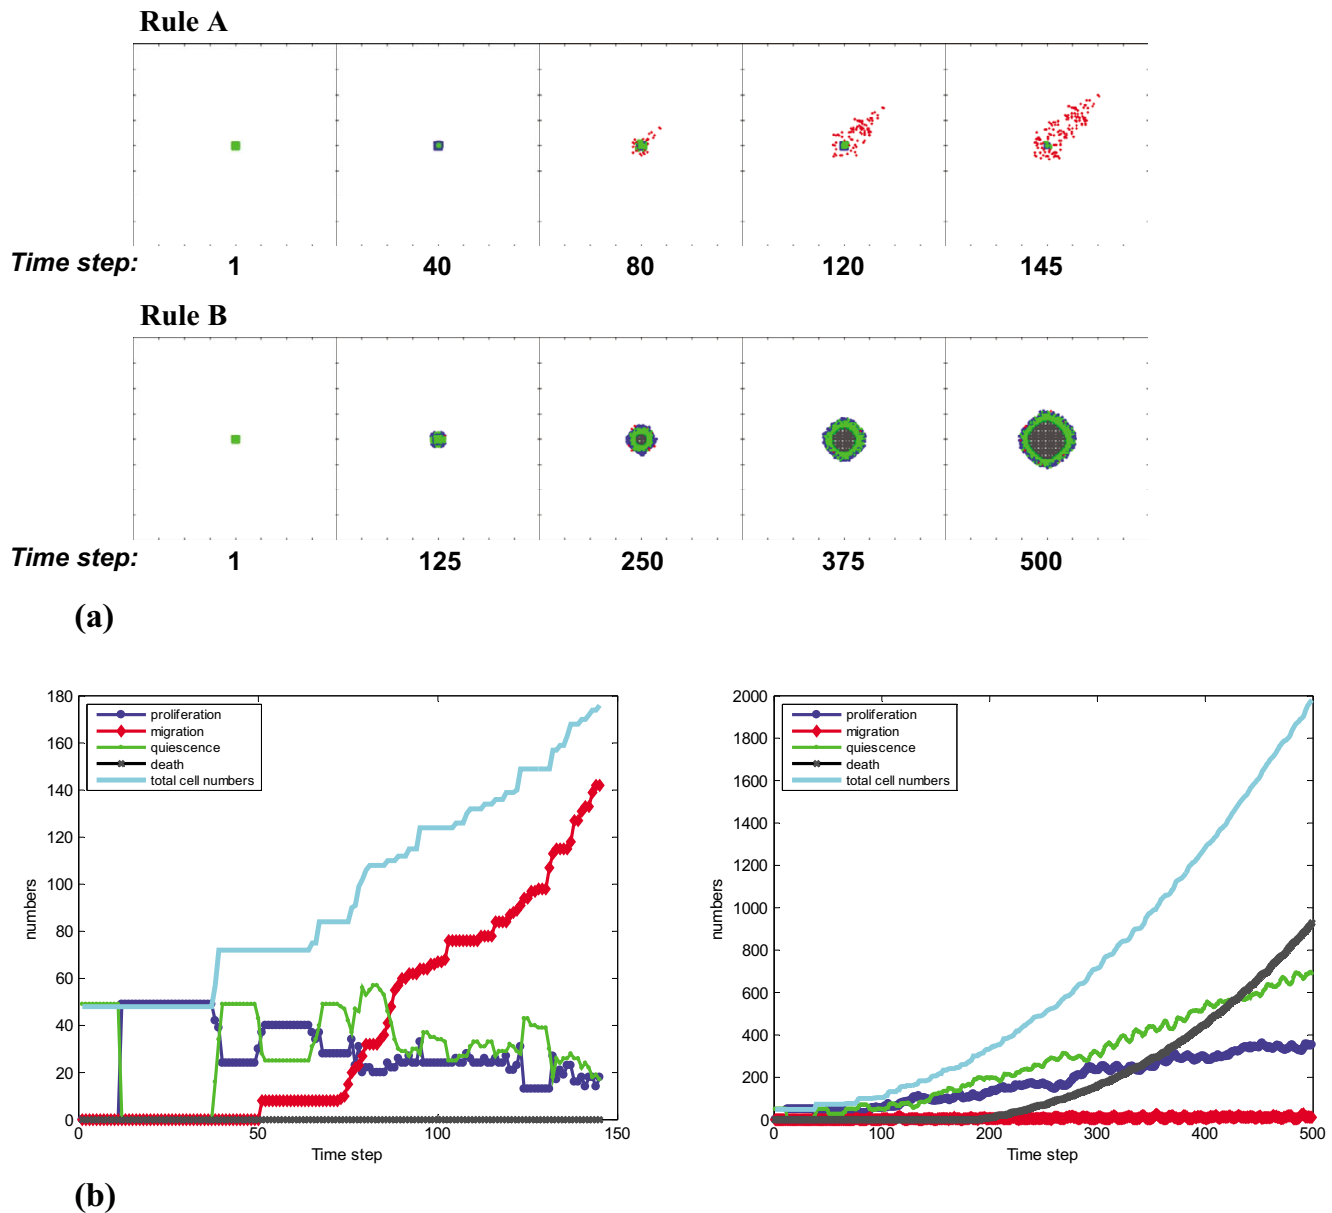 Rule A
Time step: 1 40 80 120 145
Rule B
Time step: 1 125 250 375 500
(a)
180
160
140
120
100
80
60
40
20
0
numbers
proliferation
migration
quiescence
death
total cell numbers
0 50 100 150
Time step
2000
1800
1600
1400
1200
1000
800
600
400
200
0
numbers
proliferation
migration
quiescence
death
total cell numbers
0 100 200 300 400 500
Time step
(b)